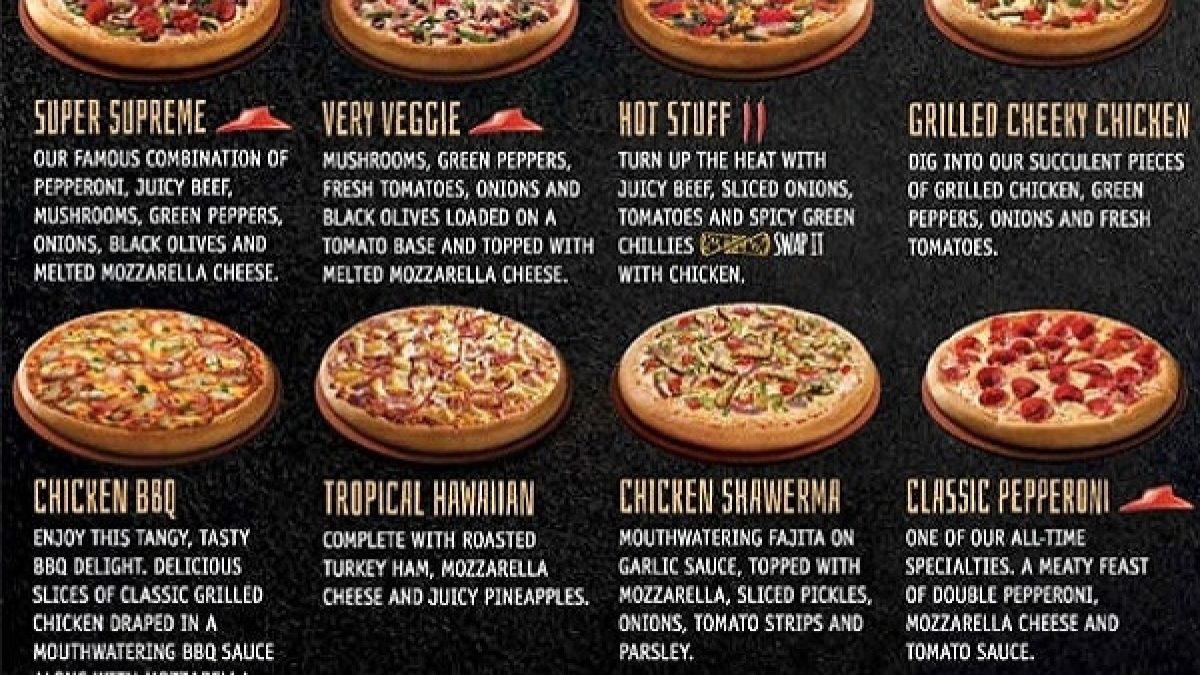 SUPER SUPREME
OUR FAMOUS COMBINATION OF
PEPPERONI, JUICY BEEF,
MUSHROOMS, GREEN PEPPERS,
ONIONS, BLACK OLIVES AND
MELTED MOZZARELLA CHEESE.
VERY VEGGIE
MUSHROOMS, GREEN PEPPERS,
FRESH TOMATOES, ONIONS AND
BLACK OLIVES LOADED ON A
TOMATO BASE AND TOPPED WITH
MELTED MOZZARELLA CHEESE.
HOT STUFF
TURN UP THE HEAT WITH
JUICY BEEF, SLICED ONIONS,
TOMATOES AND SPICY GREEN
CHILLIES SWAP IT
WITH CHICKEN.
GRILLED CHEEKY CHICKEN
DIG INTO OUR SUCCULENT PIECES
OF GRILLED CHICKEN, GREEN
PEPPERS, ONIONS AND FRESH
TOMATOES.
CHICKEN BBQ
ENJOY THIS TANGY, TASTY
BBQ DELIGHT. DELICIOUS
SLICES OF CLASSIC GRILLED
CHICKEN DRAPED IN A
MOUTHWATERING BBQ SAUCE
ALONG WITH MOZZARELLA
TROPICAL HAWAIIAN
COMPLETE WITH ROASTED
TURKEY HAM, MOZZARELLA
CHEESE AND JUICY PINEAPPLES.
CHICKEN SHAWERMA
MOUTHWATERING FAJITA ON
GARLIC SAUCE, TOPPED WITH
MOZZARELLA, SLICED PICKLES,
ONIONS, TOMATO STRIPS AND
PARSLEY.
CLASSIC PEPPERONI
ONE OF OUR ALL-TIME
SPECIALTIES. A MEATY FEAST
OF DOUBLE PEPPERONI,
MOZZARELLA CHEESE AND
TOMATO SAUCE.